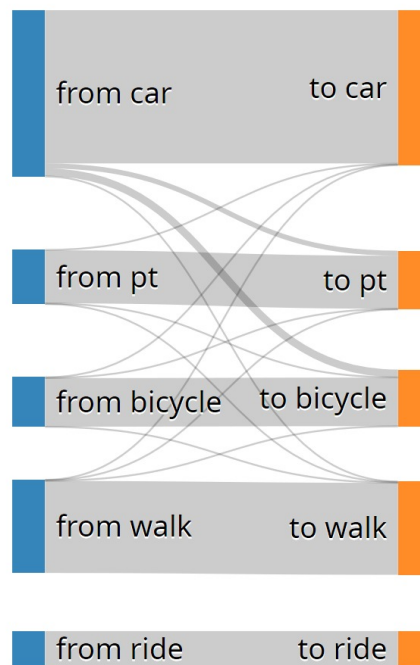 from car
to car
from pt
to pt
from bicycle
to bicycle
from walk
to walk
from ride
to ride